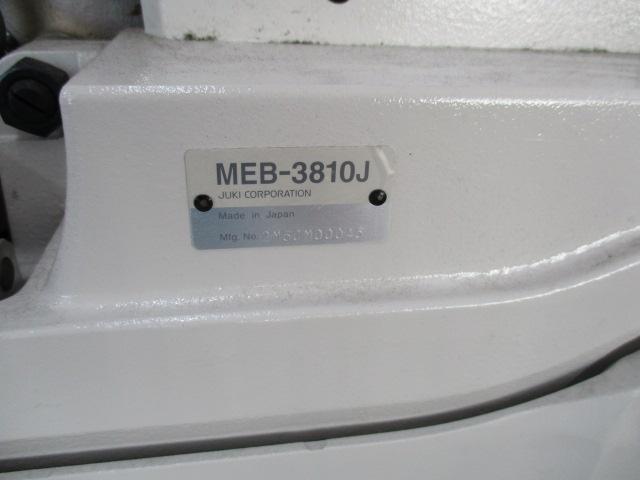 MEB-3810J
JUKI CORPORATION
Made in Japan
Mfg. No.